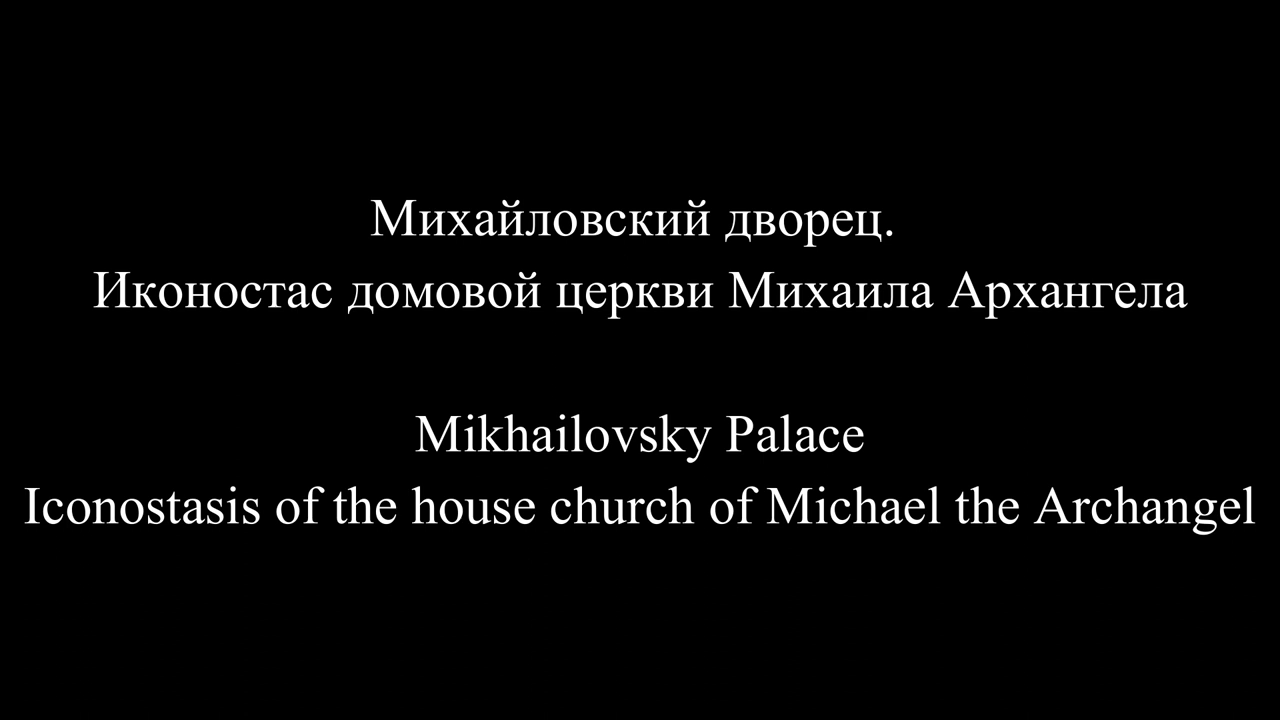 Михайловский дворец.
Иконостас домовой церкви Михаила Архангела
Mikhailovsky Palace
Iconostasis of the house church of Michael the Archangel